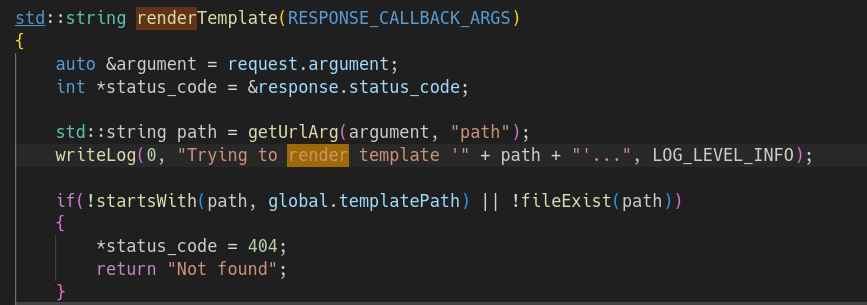 std::string renderTemplate(RESPONSE_CALLBACK_ARGS)
{
    auto &argument = request.argument;
    int *status_code = &response.status_code;

    std::string path = getUrlArg(argument, "path");
    writeLog(0, "Trying to render template '" + path + "'...", LOG_LEVEL_INFO);

    if(!startsWith(path, global.templatePath) || !fileExist(path))
    {
        *status_code = 404;
        return "Not found";
    }